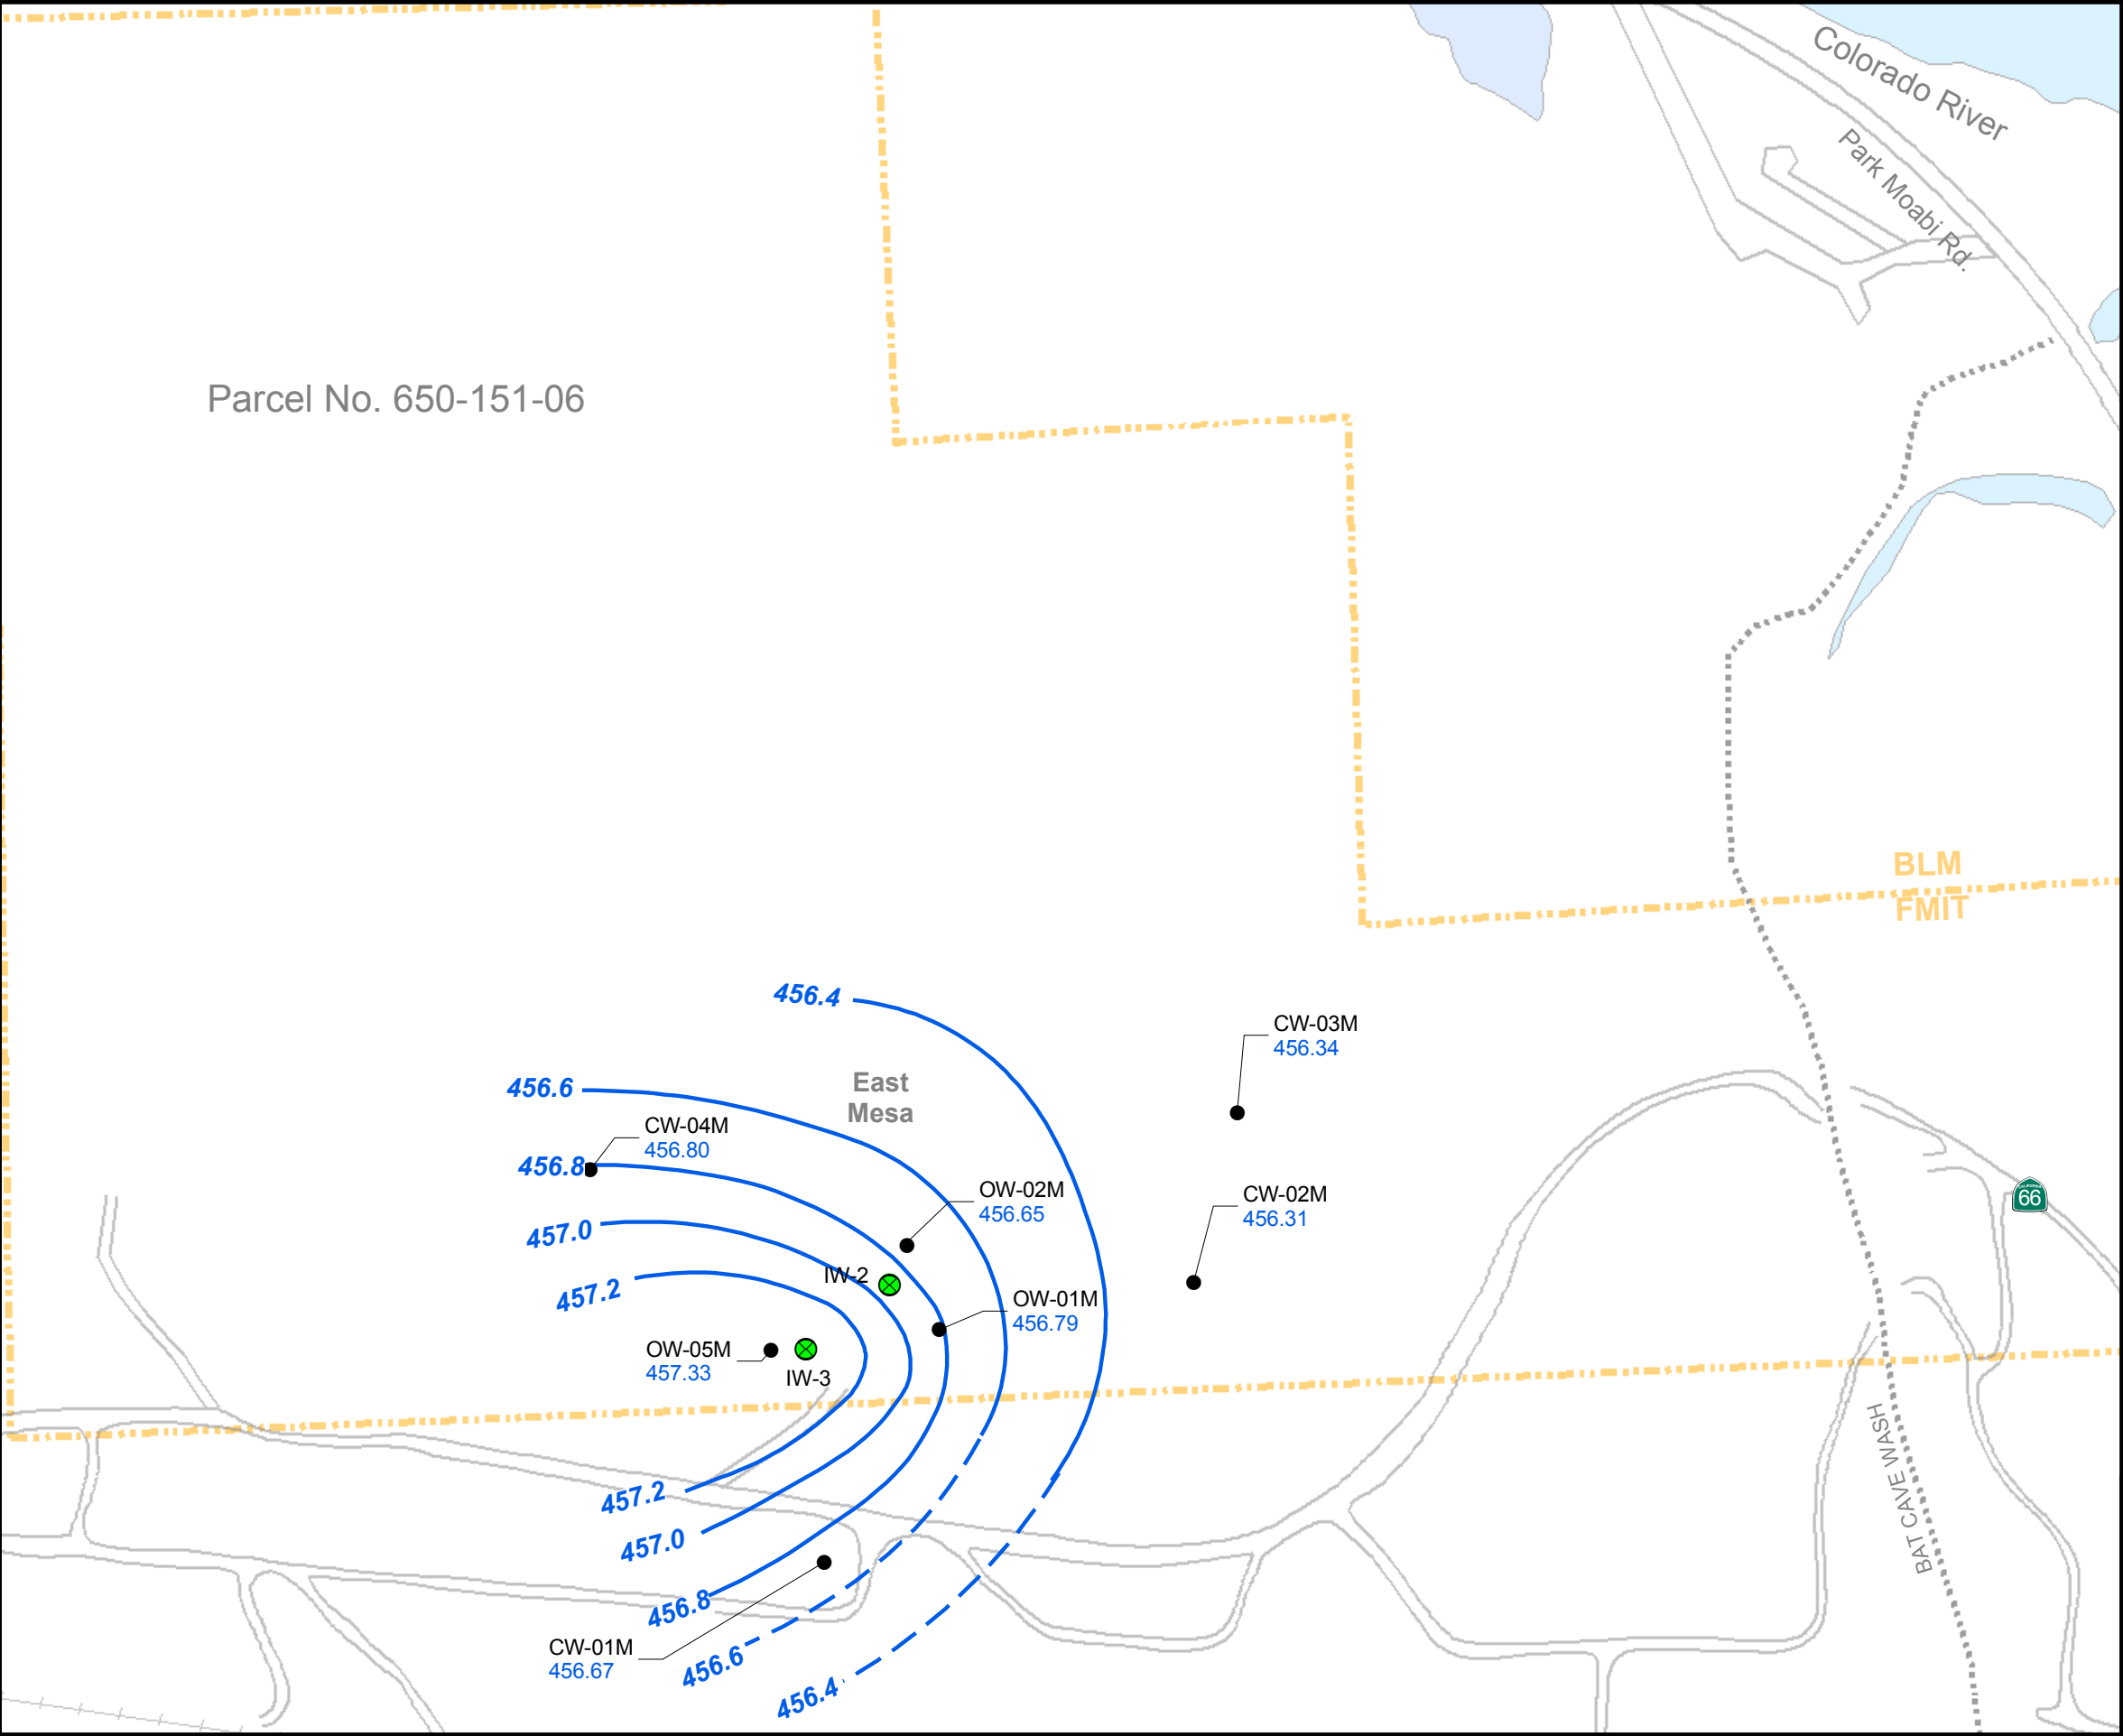 Colorado River
Park Moabi Rd.
Parcel No. 650-151-06
BLM
FMIT
456.4
CW-03M
456.34
East
Mesa
456.6
CW-04M
456.80
456.8
OW-02M
456.65
CW-02M
456.31
CALIFORNIA
66
457.0
IW-2
457.2
OW-01M
456.79
OW-05M
457.33
IW-3
BAT CAVE WASH
457.2
457.0
456.8
CW-01M
456.67
456.6
456.4